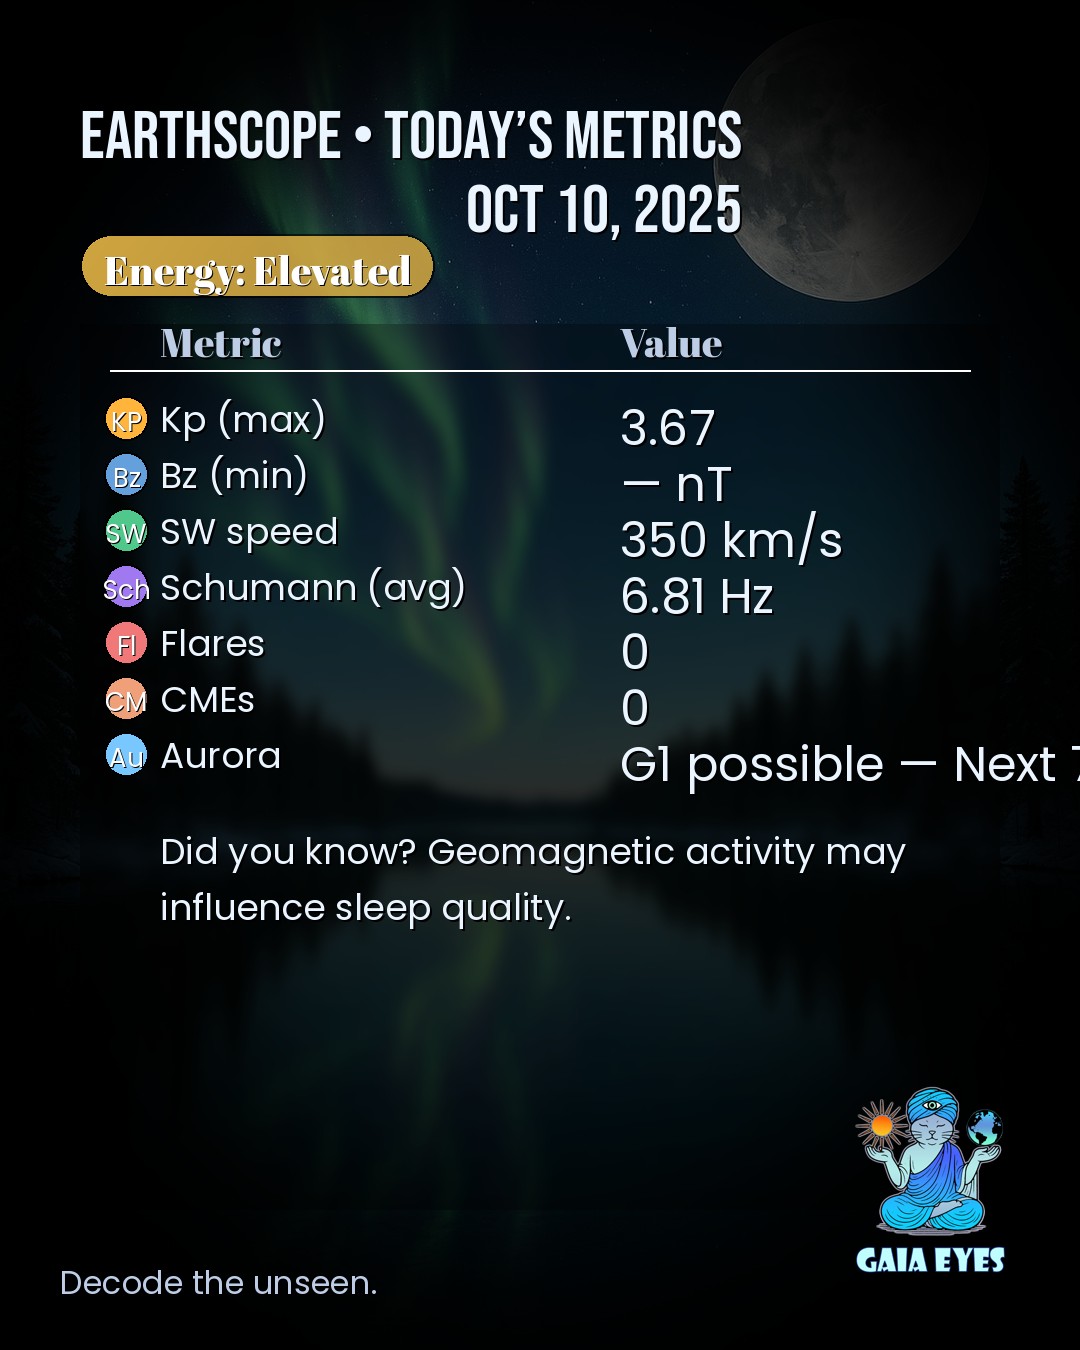 EARTHSCOPE • TODAY'S METRICS
OCT 10, 2025
Energy: Elevated
Metric Value
KP Kp (max) 3.67
Bz Bz (min) — nT
SW SW speed 350 km/s
Sch Schumann (avg) 6.81 Hz
Fl Flares 0
CM CMEs 0
Au Aurora G1 possible — Next 7
Did you know? Geomagnetic activity may
influence sleep quality.
GAIA EYES
Decode the unseen.